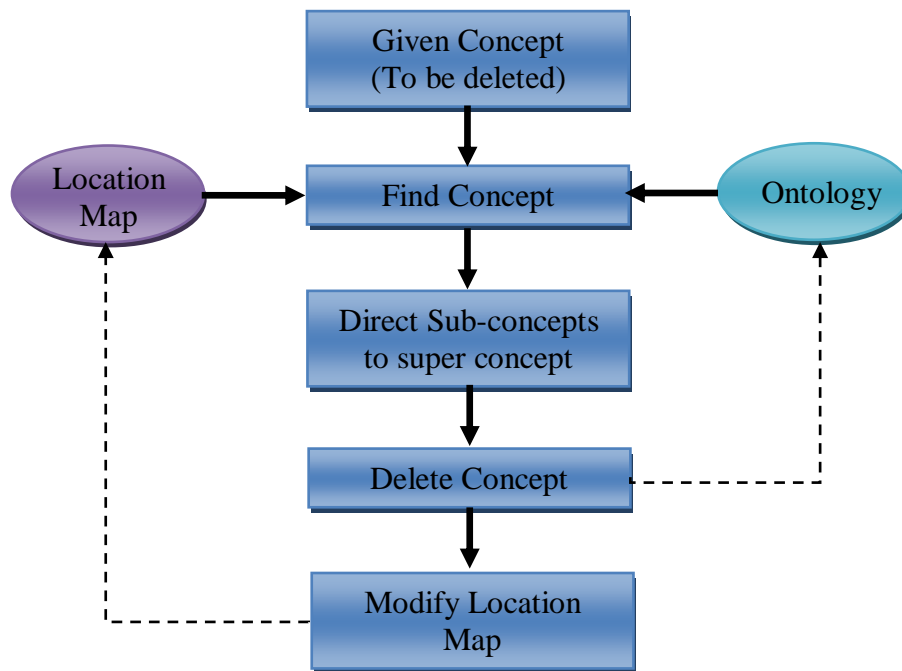 Given Concept
(To be deleted)
Location
Map
Find Concept
Ontology
Direct Sub-concepts
to super concept
Delete Concept
Modify Location
Map